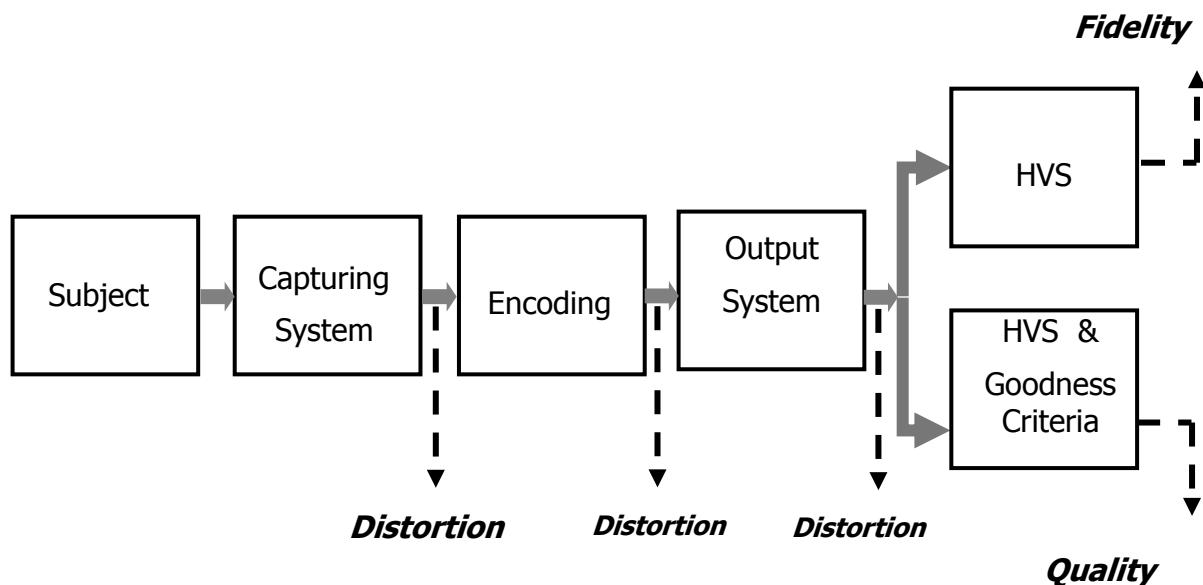 Fidelity
HVS
Subject
Capturing
System
Encoding
Output
System
HVS &
Goodness
Criteria
Distortion
Distortion
Distortion
Quality